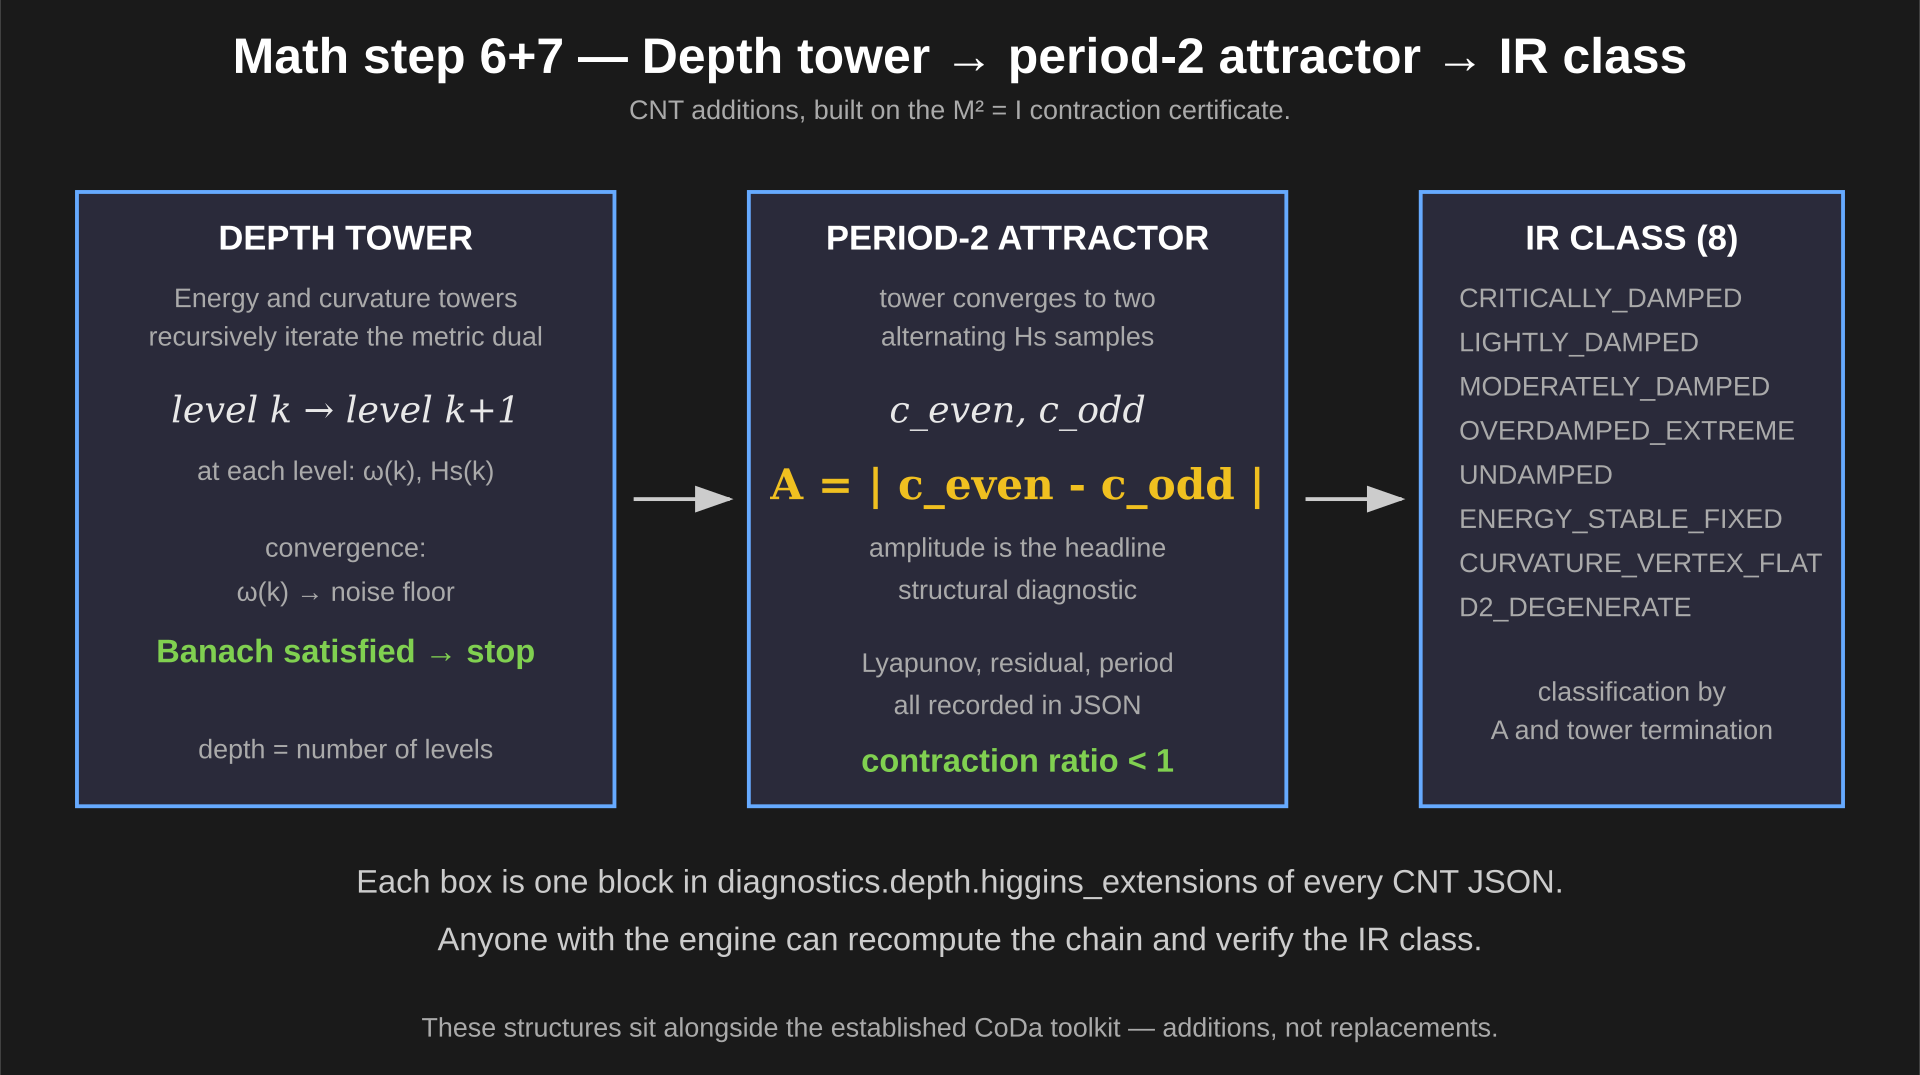 Math step 6+7 — Depth tower → period-2 attractor → IR class
CNT additions, built on the M² = I contraction certificate.
DEPTH TOWER
Energy and curvature towers
recursively iterate the metric dual
level k → level k+1
at each level: ω(k), Hs(k)
convergence:
ω(k) → noise floor
Banach satisfied → stop
depth = number of levels
PERIOD-2 ATTRACTOR
tower converges to two
alternating Hs samples
c_even, c_odd
A = | c_even - c_odd |
amplitude is the headline
structural diagnostic
Lyapunov, residual, period
all recorded in JSON
contraction ratio < 1
IR CLASS (8)
CRITICALLY_DAMPED
LIGHTLY_DAMPED
MODERATELY_DAMPED
OVERDAMPED_EXTREME
UNDAMPED
ENERGY_STABLE_FIXED
CURVATURE_VERTEX_FLAT
D2_DEGENERATE
classification by
A and tower termination
Each box is one block in diagnostics.depth.higgins_extensions of every CNT JSON.
Anyone with the engine can recompute the chain and verify the IR class.
These structures sit alongside the established CoDa toolkit — additions, not replacements.